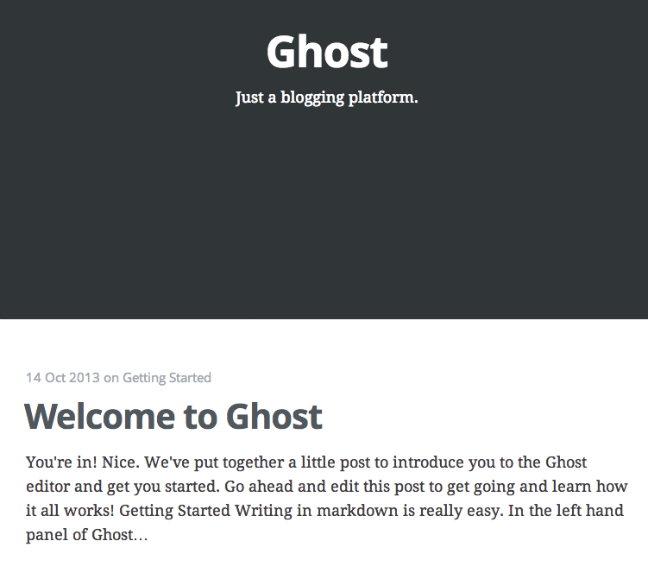 Ghost
Just a blogging platform.
14 Oct 2013 on Getting Started
Welcome to Ghost
You're in! Nice. We've put together a little post to introduce you to the Ghost
editor and get you started. Go ahead and edit this post to get going and learn how
it all works! Getting Started Writing in markdown is really easy. In the left hand
panel of Ghost…